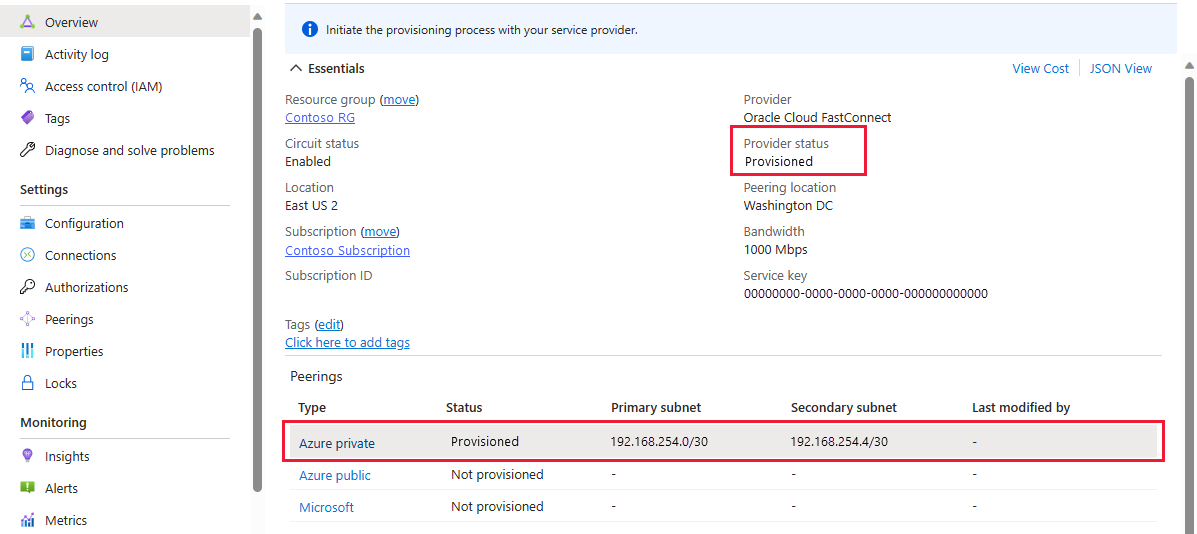 Overview
Activity log
Access control (IAM)
Tags
Diagnose and solve problems
Settings
Configuration
Connections
Authorizations
Peerings
Properties
Locks
Monitoring
Insights
Alerts
Metrics
Initiate the provisioning process with your service provider.
Essentials
View Cost JSON View
Resource group (move)
Contoso RG
Circuit status
Enabled
Location
East US 2
Subscription (move)
Contoso Subscription
Subscription ID
Provider
Oracle Cloud FastConnect
Provider status
Provisioned
Peering location
Washington DC
Bandwidth
1000 Mbps
Service key
00000000-0000-0000-0000-000000000000
Tags (edit)
Click here to add tags
Peerings
Type Status Primary subnet Secondary subnet Last modified by
Azure private Provisioned 192.168.254.0/30 192.168.254.4/30 -
Azure public Not provisioned - - -
Microsoft Not provisioned - - -